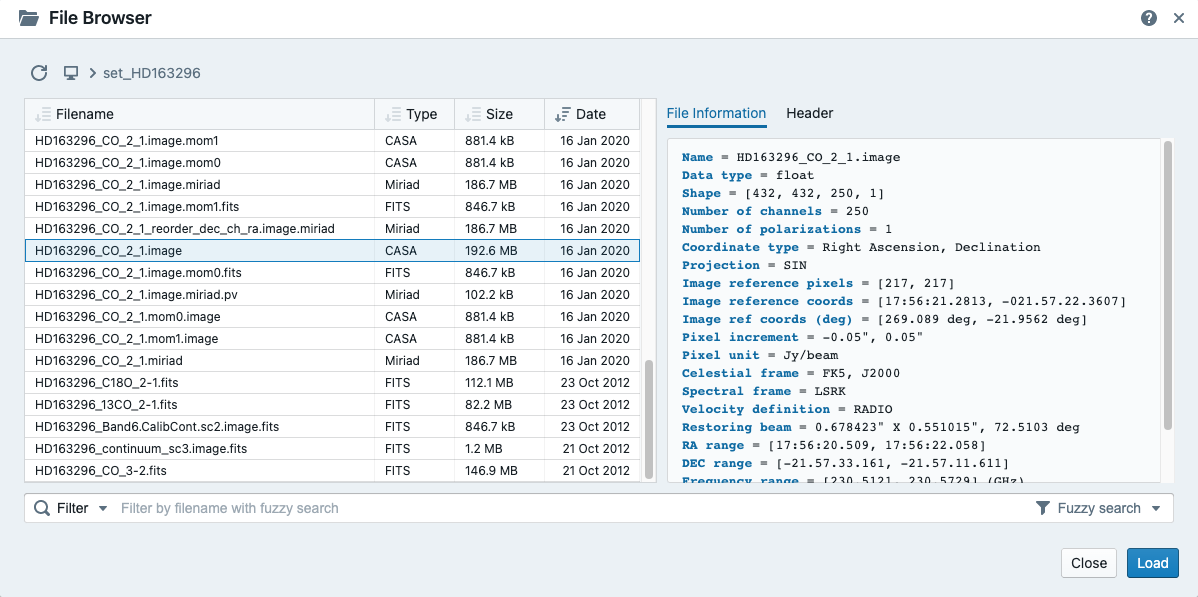 File Browser
set_HD163296
Filename Type Size Date
HD163296_CO_2_1.image.mom1 CASA 881.4 kB 16 Jan 2020
HD163296_CO_2_1.image.mom0 CASA 881.4 kB 16 Jan 2020
HD163296_CO_2_1.image.miriad Miriad 186.7 MB 16 Jan 2020
HD163296_CO_2_1.image.mom1.fits FITS 846.7 kB 16 Jan 2020
HD163296_CO_2_1_reorder_dec_ch_ra.image.miriad Miriad 186.7 MB 16 Jan 2020
HD163296_CO_2_1.image CASA 192.6 MB 16 Jan 2020
HD163296_CO_2_1.image.mom0.fits FITS 846.7 kB 16 Jan 2020
HD163296_CO_2_1.image.miriad.pv Miriad 102.2 kB 16 Jan 2020
HD163296_CO_2_1.mom0.image CASA 881.4 kB 16 Jan 2020
HD163296_CO_2_1.mom1.image CASA 881.4 kB 16 Jan 2020
HD163296_CO_2_1.miriad Miriad 186.7 MB 16 Jan 2020
HD163296_C18O_2-1.fits FITS 112.1 MB 23 Oct 2012
HD163296_13CO_2-1.fits FITS 82.2 MB 23 Oct 2012
HD163296_Band6.CalibCont.sc2.image.fits FITS 846.7 kB 23 Oct 2012
HD163296_continuum_sc3.image.fits FITS 1.2 MB 21 Oct 2012
HD163296_CO_3-2.fits FITS 146.9 MB 21 Oct 2012
File Information Header
Name = HD163296_CO_2_1.image
Data type = float
Shape = [432, 432, 250, 1]
Number of channels = 250
Number of polarizations = 1
Coordinate type = Right Ascension, Declination
Projection = SIN
Image reference pixels = [217, 217]
Image reference coords = [17:56:21.2813, -021.57.22.3607]
Image ref coords (deg) = [269.089 deg, -21.9562 deg]
Pixel increment = -0.05", 0.05"
Pixel unit = Jy/beam
Celestial frame = FK5, J2000
Spectral frame = LSRK
Velocity definition = RADIO
Restoring beam = 0.678423" X 0.551015", 72.5103 deg
RA range = [17:56:20.509, 17:56:22.058]
DEC range = [-21.57.33.161, -21.57.11.611]
Frequency range = [230.5121, 230.5729] (GHz)
Filter Filter by filename with fuzzy search Fuzzy search
Close Load